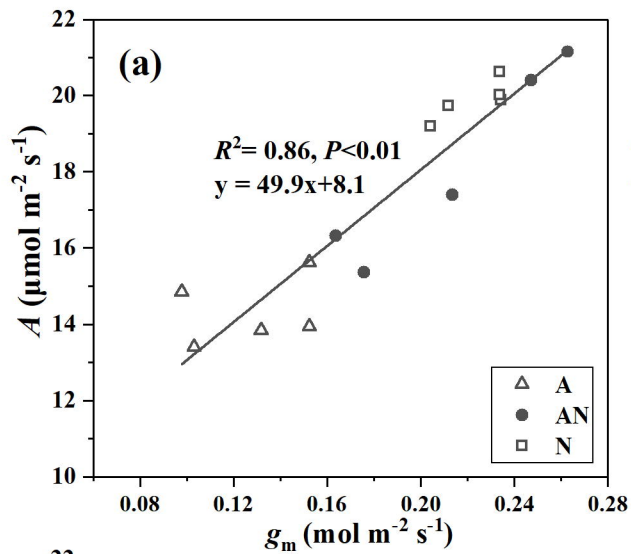 (a)
22
20
18
16
14
12
10
A (μmol m⁻² s⁻¹)
R²= 0.86, P<0.01
y = 49.9x+8.1
A
AN
N
0.08 0.12 0.16 0.20 0.24 0.28
gₘ (mol m⁻² s⁻¹)